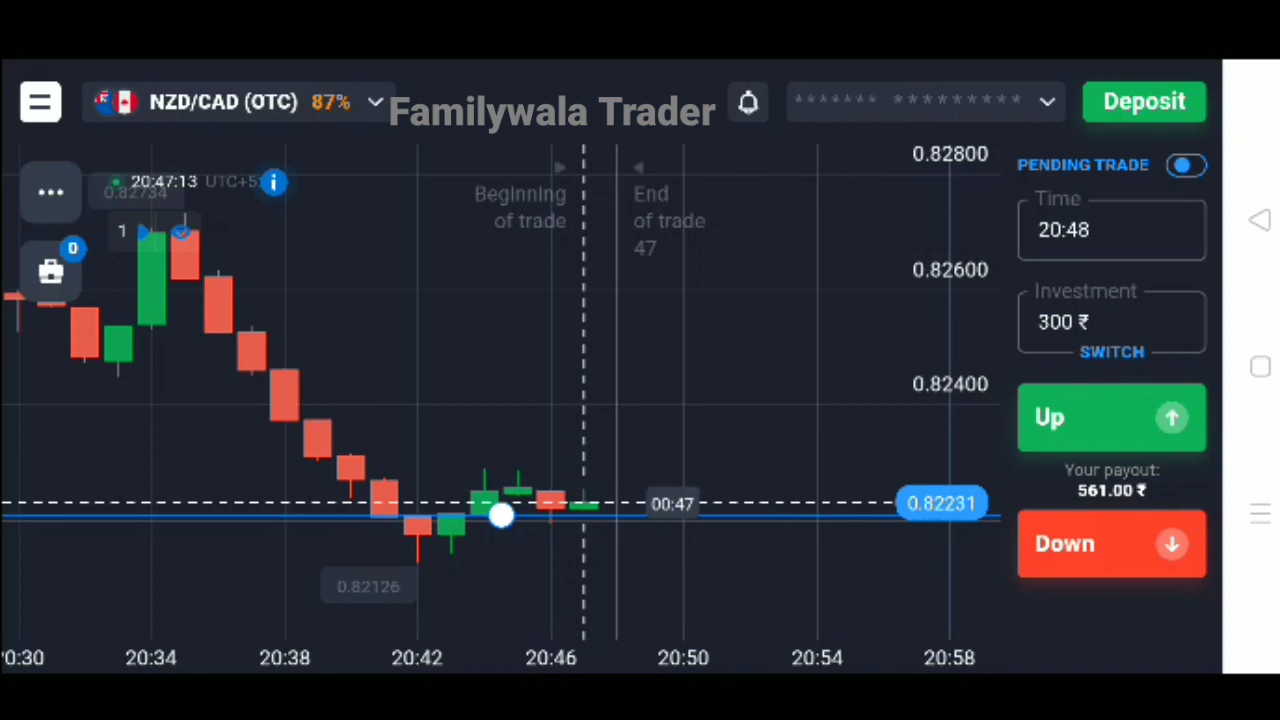 NZD/CAD (OTC) 87%
Familywala Trader
******* *********
Deposit
0.82800
PENDING TRADE
20:47:13 UTC+5:
0.82734
Beginning
of trade
End
of trade
47
Time
20:48
1
0
0.82600
Investment
300 ₹
SWITCH
0.82400
Up
Your payout:
561.00 ₹
00:47
0.82231
Down
0.82126
20:30 20:34 20:38 20:42 20:46 20:50 20:54 20:58